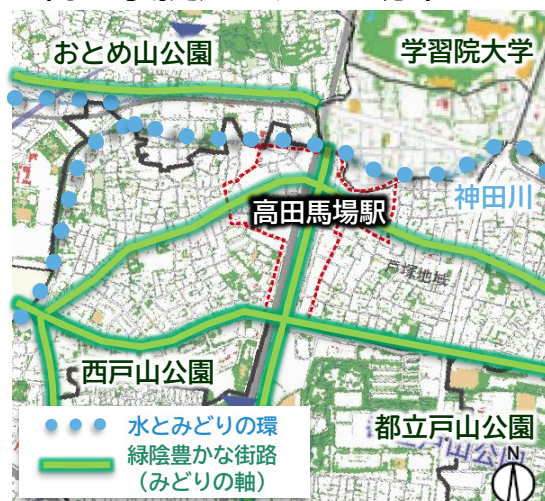 おとめ山公園
学習院大学
神田川
高田馬場駅
戸塚地域
西戸山公園
都立戸山公園
水とみどりの環
緑陰豊かな街路
（みどりの軸）
N